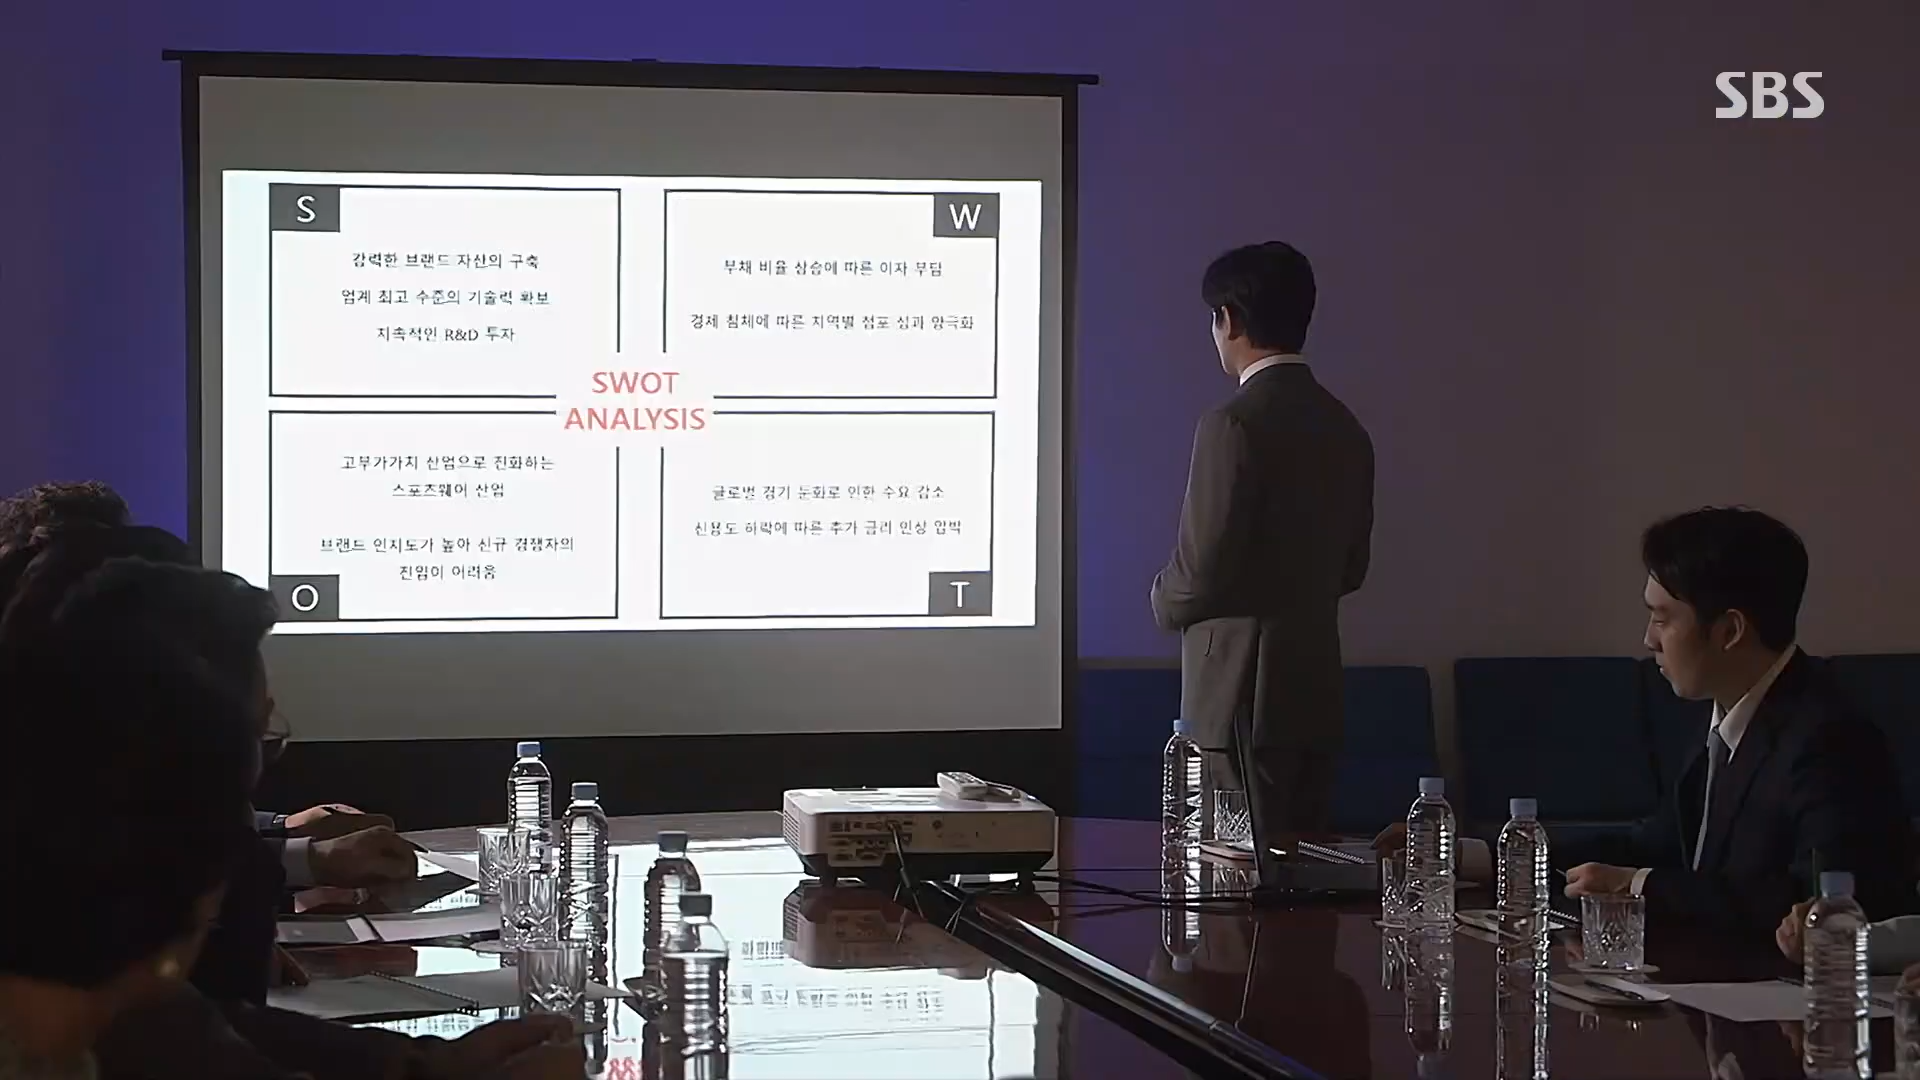 SBS
S
강력한 브랜드 자산의 구축
업계 최고 수준의 기술력 확보
지속적인 R&D 투자
W
부채 비율 상승에 따른 이자 부담
경제 침체에 따른 지역별 점포 성과 양극화
SWOT
ANALYSIS
고부가가치 산업으로 진화하는
스포츠웨어 산업
브랜드 인지도가 높아 신규 경쟁자의
진입이 어려움
O
글로벌 경기 둔화로 인한 수요 감소
신용도 하락에 따른 추가 금리 인상 압박
T